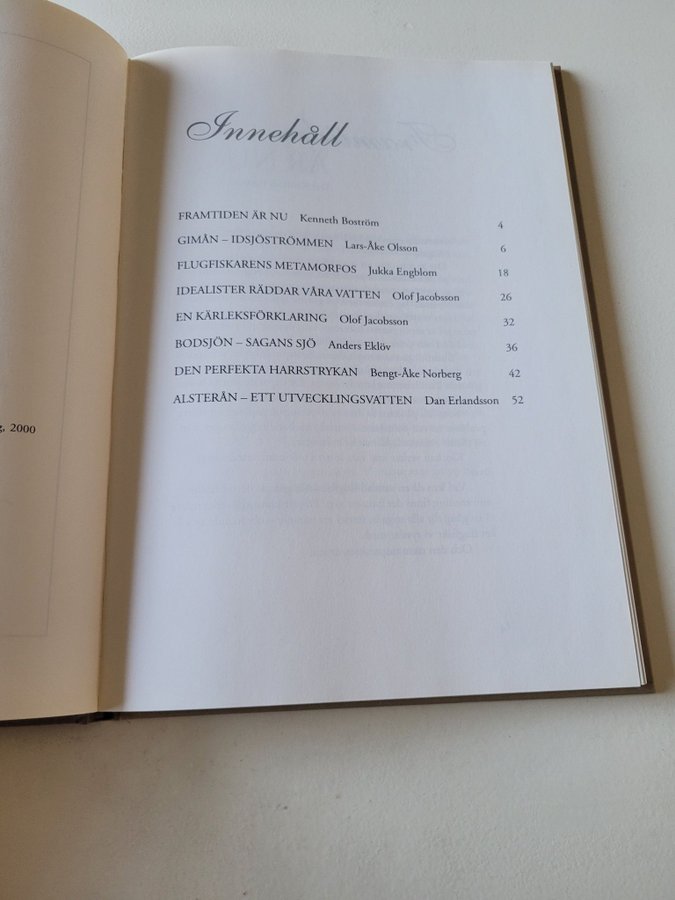 Innehåll
FRAMTIDEN ÄR NU Kenneth Boström 4
GIMÅN – IDSJÖSTRÖMMEN Lars-Åke Olsson 6
FLUGFISKARENS METAMORFOS Jukka Engblom 18
IDEALISTER RÄDDAR VÅRA VATTEN Olof Jacobsson 26
EN KÄRLEKSFÖRKLARING Olof Jacobsson 32
BODSJÖN – SAGANS SJÖ Anders Eklöv 36
DEN PERFEKTA HARRSTRYKAN Bengt-Åke Norberg 42
ALSTERÅN – ETT UTVECKLINGSVATTEN Dan Erlandsson 52
2000